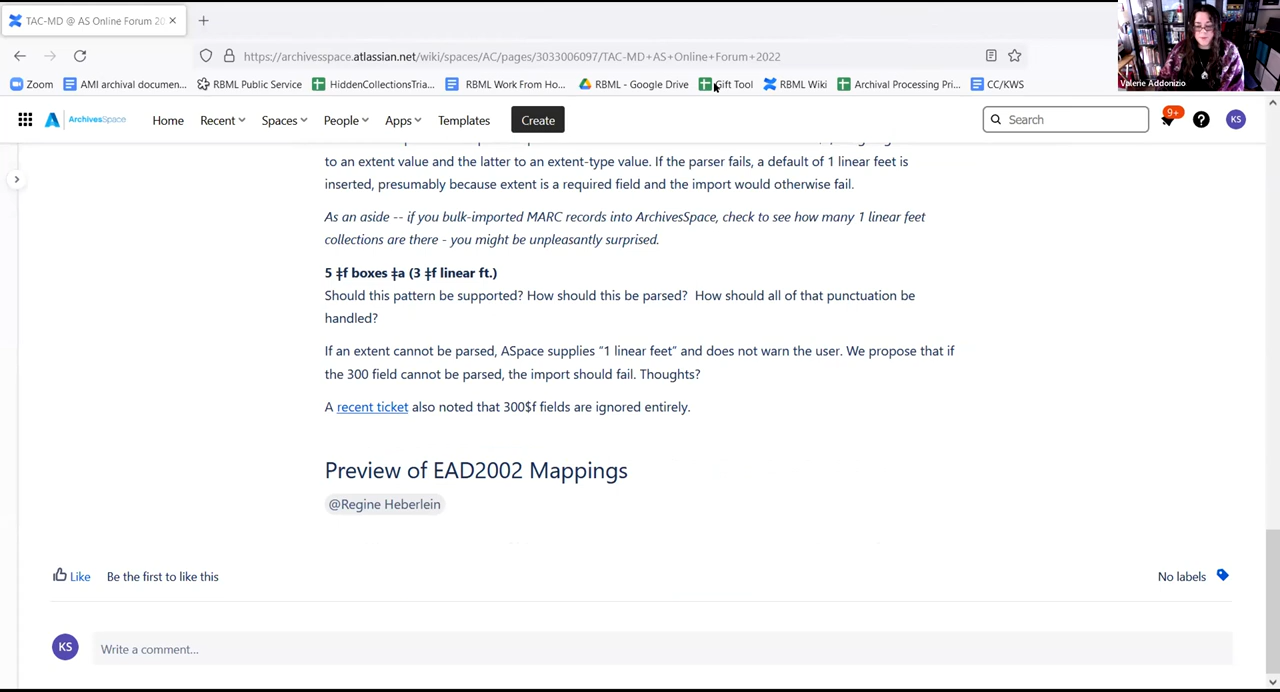 TAC-MD @ AS Online Forum 20
https://archivesspace.atlassian.net/wiki/spaces/AC/pages/3033006097/TAC-MD+AS+Online+Forum+2022
Valerie Addonizio
Zoom AMI archival documen... RBML Public Service HiddenCollectionsTria... RBML Work From Ho... RBML - Google Drive Gift Tool RBML Wiki Archival Processing Pri... CC/KWS
ArchivesSpace Home Recent Spaces People Apps Templates Create Search 9+ KS
to an extent value and the latter to an extent-type value. If the parser fails, a default of 1 linear feet is
inserted, presumably because extent is a required field and the import would otherwise fail.
As an aside -- if you bulk-imported MARC records into ArchivesSpace, check to see how many 1 linear feet
collections are there - you might be unpleasantly surprised.
5 ‡f boxes ‡a (3 ‡f linear ft.)
Should this pattern be supported? How should this be parsed? How should all of that punctuation be
handled?
If an extent cannot be parsed, ASpace supplies "1 linear feet" and does not warn the user. We propose that if
the 300 field cannot be parsed, the import should fail. Thoughts?
A recent ticket also noted that 300$f fields are ignored entirely.
Preview of EAD2002 Mappings
@Regine Heberlein
Like Be the first to like this No labels
KS Write a comment...